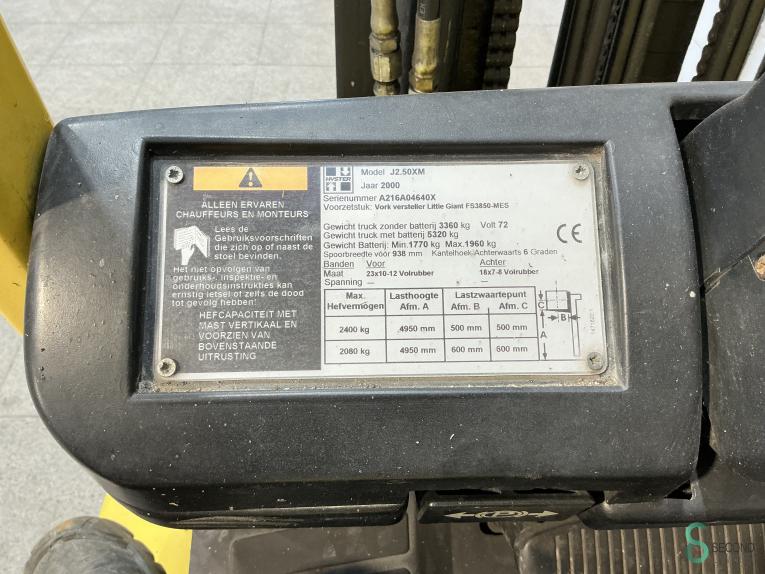 ALLEEN ERVAREN
CHAUFFEURS EN MONTEURS
Lees de
Gebruiksvoorschriften
die zich op of naast de
stoel bevinden.
Het niet opvolgen van
gebruiks-, inspektie- en
onderhoudsinstrukties kan
ernstig letsel of zelfs de dood
tot gevolg hebben!
HEFCAPACITEIT MET
MAST VERTIKAAL EN
VOORZIEN VAN
BOVENSTAANDE
UITRUSTING
HYSTER
Model J2.50XM
Jaar 2000
Serienummer A216A04640X
Voorzetstuk: Vork versteller Little Giant FS3850-MES
Gewicht truck zonder batterij 3360 kg Volt 72
Gewicht truck met batterij 5320 kg
Gewicht Batterij: Min.1770 kg Max.1960 kg
Spoorbreedte vóór 938 mm Kantelhoek Achterwaarts 6 Graden
CE
Banden Voor Achter
Maat 23x10-12 Volrubber 18x7-8 Volrubber
Spanning — —
Max. Hefvermögen Lasthoogte Afm. A Lastzwaartepunt Afm. B Afm. C
2400 kg 4950 mm 500 mm 500 mm
2080 kg 4950 mm 600 mm 600 mm
C
B
A
P
S SECOND